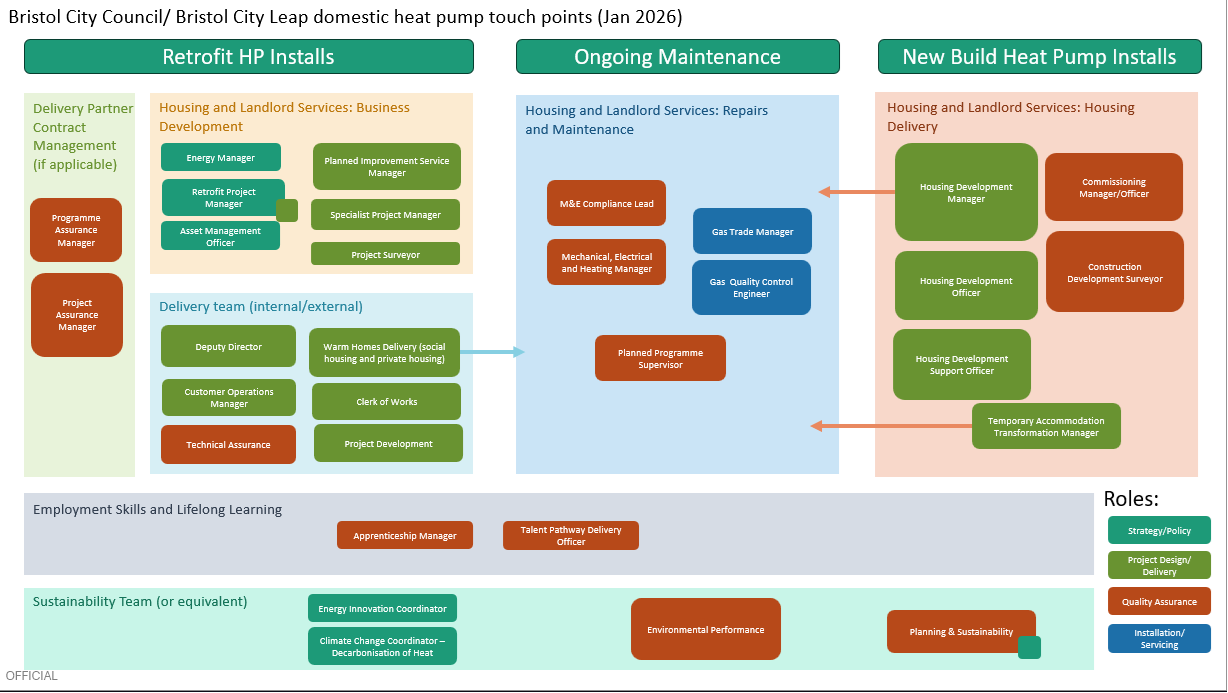 Bristol City Council/ Bristol City Leap domestic heat pump touch points (Jan 2026)
Retrofit HP Installs
Ongoing Maintenance
New Build Heat Pump Installs
Delivery Partner
Contract
Management
(if applicable)
Programme
Assurance
Manager
Project
Assurance
Manager
Housing and Landlord Services: Business
Development
Energy Manager
Retrofit Project
Manager
Asset Management
Officer
Planned Improvement Service
Manager
Specialist Project Manager
Project Surveyor
Delivery team (internal/external)
Deputy Director
Customer Operations
Manager
Technical Assurance
Warm Homes Delivery (social
housing and private housing)
Clerk of Works
Project Development
Housing and Landlord Services: Repairs
and Maintenance
M&E Compliance Lead
Mechanical, Electrical
and Heating Manager
Gas Trade Manager
Gas  Quality Control
Engineer
Planned Programme
Supervisor
Housing and Landlord Services: Housing
Delivery
Housing Development
Manager
Housing Development
Officer
Housing Development
Support Officer
Commissioning
Manager/Officer
Construction
Development Surveyor
Temporary Accommodation
Transformation Manager
Employment Skills and Lifelong Learning
Apprenticeship Manager
Talent Pathway Delivery
Officer
Sustainability Team (or equivalent)
Energy Innovation Coordinator
Climate Change Coordinator –
Decarbonisation of Heat
Environmental Performance
Planning & Sustainability
Roles:
Strategy/Policy
Project Design/
Delivery
Quality Assurance
Installation/
Servicing
OFFICIAL